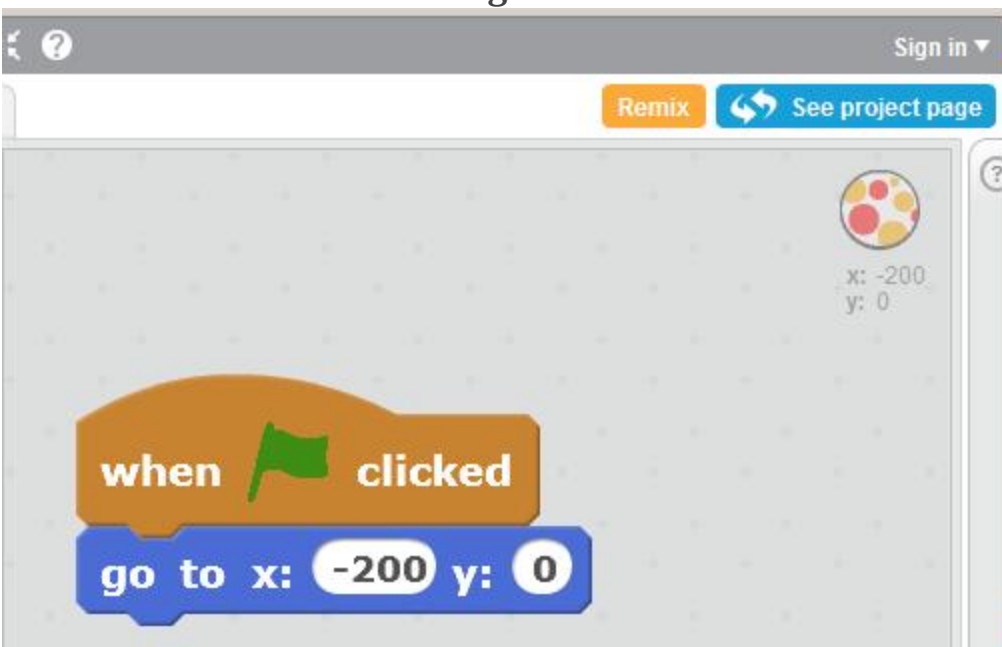 Sign in
Remix
See project page
x: -200
y: 0
when clicked
go to x: -200 y: 0